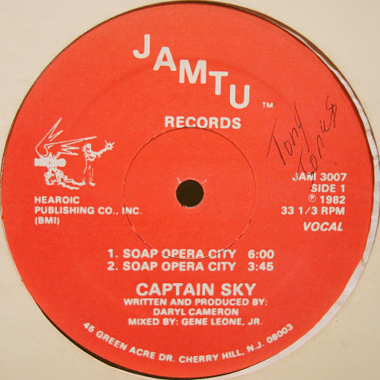 JAMTU TM
RECORDS
Tony
Jones
JAM 3007
SIDE 1
℗ 1982
33 1/3 RPM
VOCAL
HEAROIC
PUBLISHING CO., INC.
(BMI)
1. SOAP OPERA CITY 6:00
2. SOAP OPERA CITY 3:45
CAPTAIN SKY
WRITTEN AND PRODUCED BY:
DARYL CAMERON
MIXED BY: GENE LEONE, JR.
45 GREEN ACRE DR. CHERRY HILL, N.J. 08003